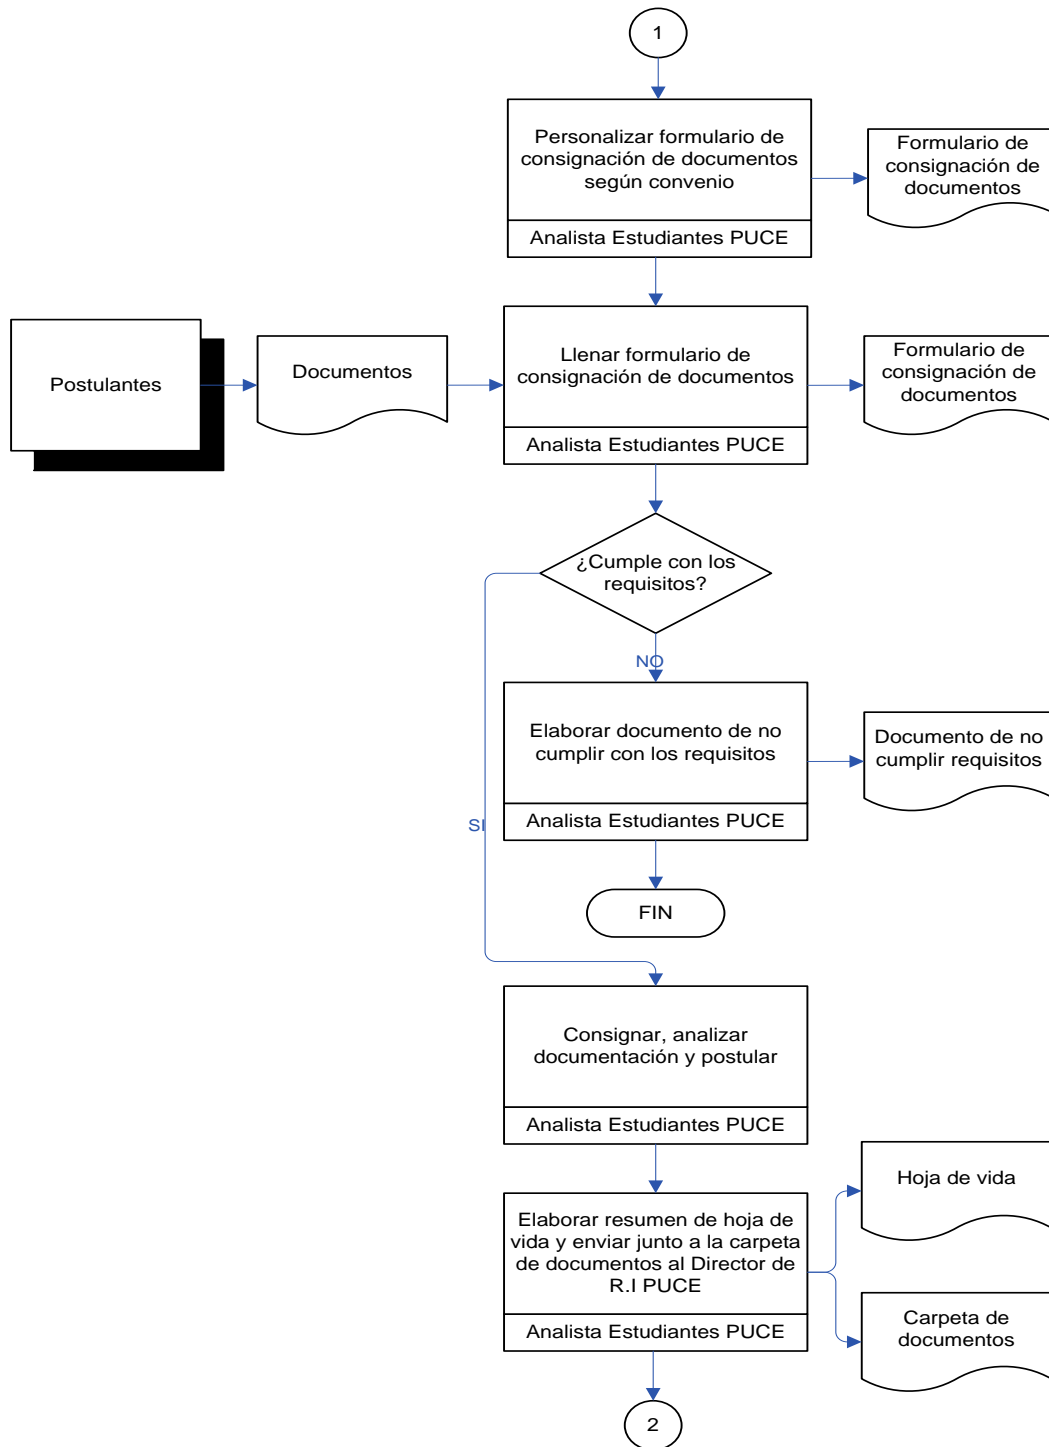 1
Personalizar formulario de
consignación de documentos
según convenio
Analista Estudiantes PUCE
Formulario de
consignación de
documentos
Postulantes
Documentos
Llenar formulario de
consignación de documentos
Analista Estudiantes PUCE
Formulario de
consignación de
documentos
¿Cumple con los
requisitos?
NO
Elaborar documento de no
cumplir con los requisitos
Analista Estudiantes PUCE
Documento de no
cumplir requisitos
SI
FIN
Consignar, analizar
documentación y postular
Analista Estudiantes PUCE
Elaborar resumen de hoja de
vida y enviar junto a la carpeta
de documentos al Director de
R.I PUCE
Analista Estudiantes PUCE
Hoja de vida
Carpeta de
documentos
2